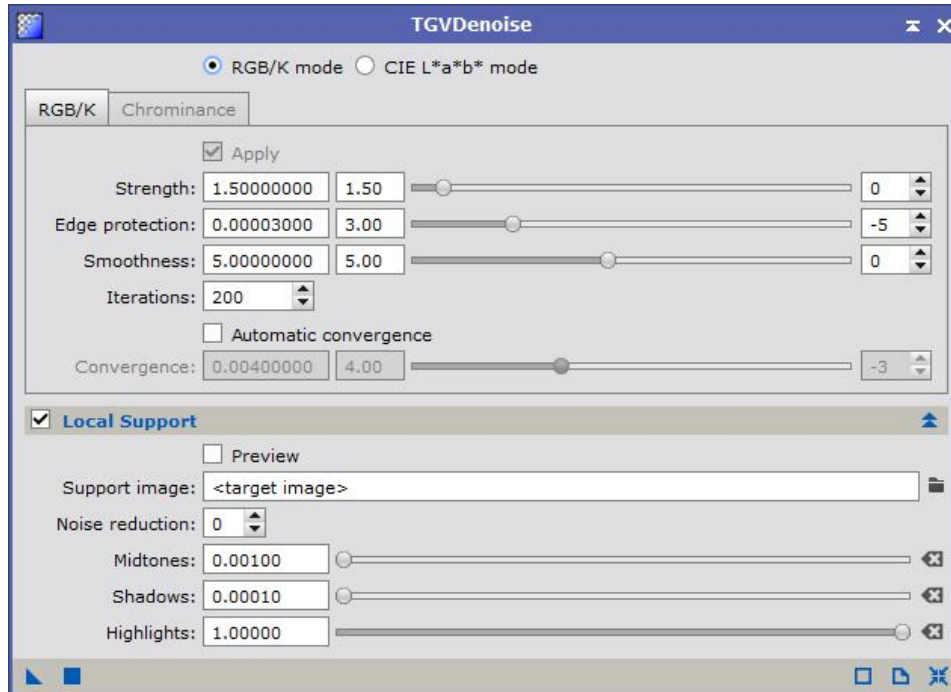 TGVDenoise
RGB/K mode CIE L*a*b* mode
RGB/K Chrominance
Apply
Strength: 1.50000000 1.50 0
Edge protection: 0.00003000 3.00 -5
Smoothness: 5.00000000 5.00 0
Iterations: 200
Automatic convergence
Convergence: 0.00400000 4.00 -3
Local Support
Preview
Support image: <target image>
Noise reduction: 0
Midtones: 0.00100
Shadows: 0.00010
Highlights: 1.00000